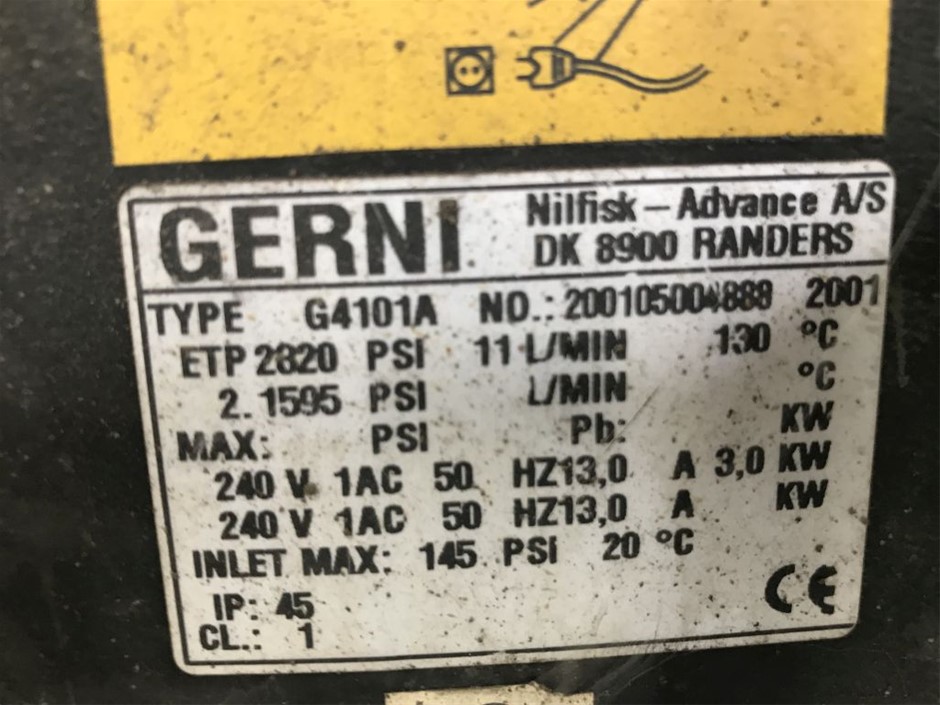 GERNI
Nilfisk – Advance A/S
DK 8900 RANDERS
TYPE G4101A NO.: 2001 2001
ETP 2320 PSI 11 L/MIN 130 °C
2. 1595 PSI L/MIN °C
MAX: PSI Pb: KW
240 V 1AC 50 HZ13,0 A 3,0 KW
240 V 1AC 50 HZ13,0 A KW
INLET MAX: 145 PSI 20 °C
IP: 45
CL.: 1
CE